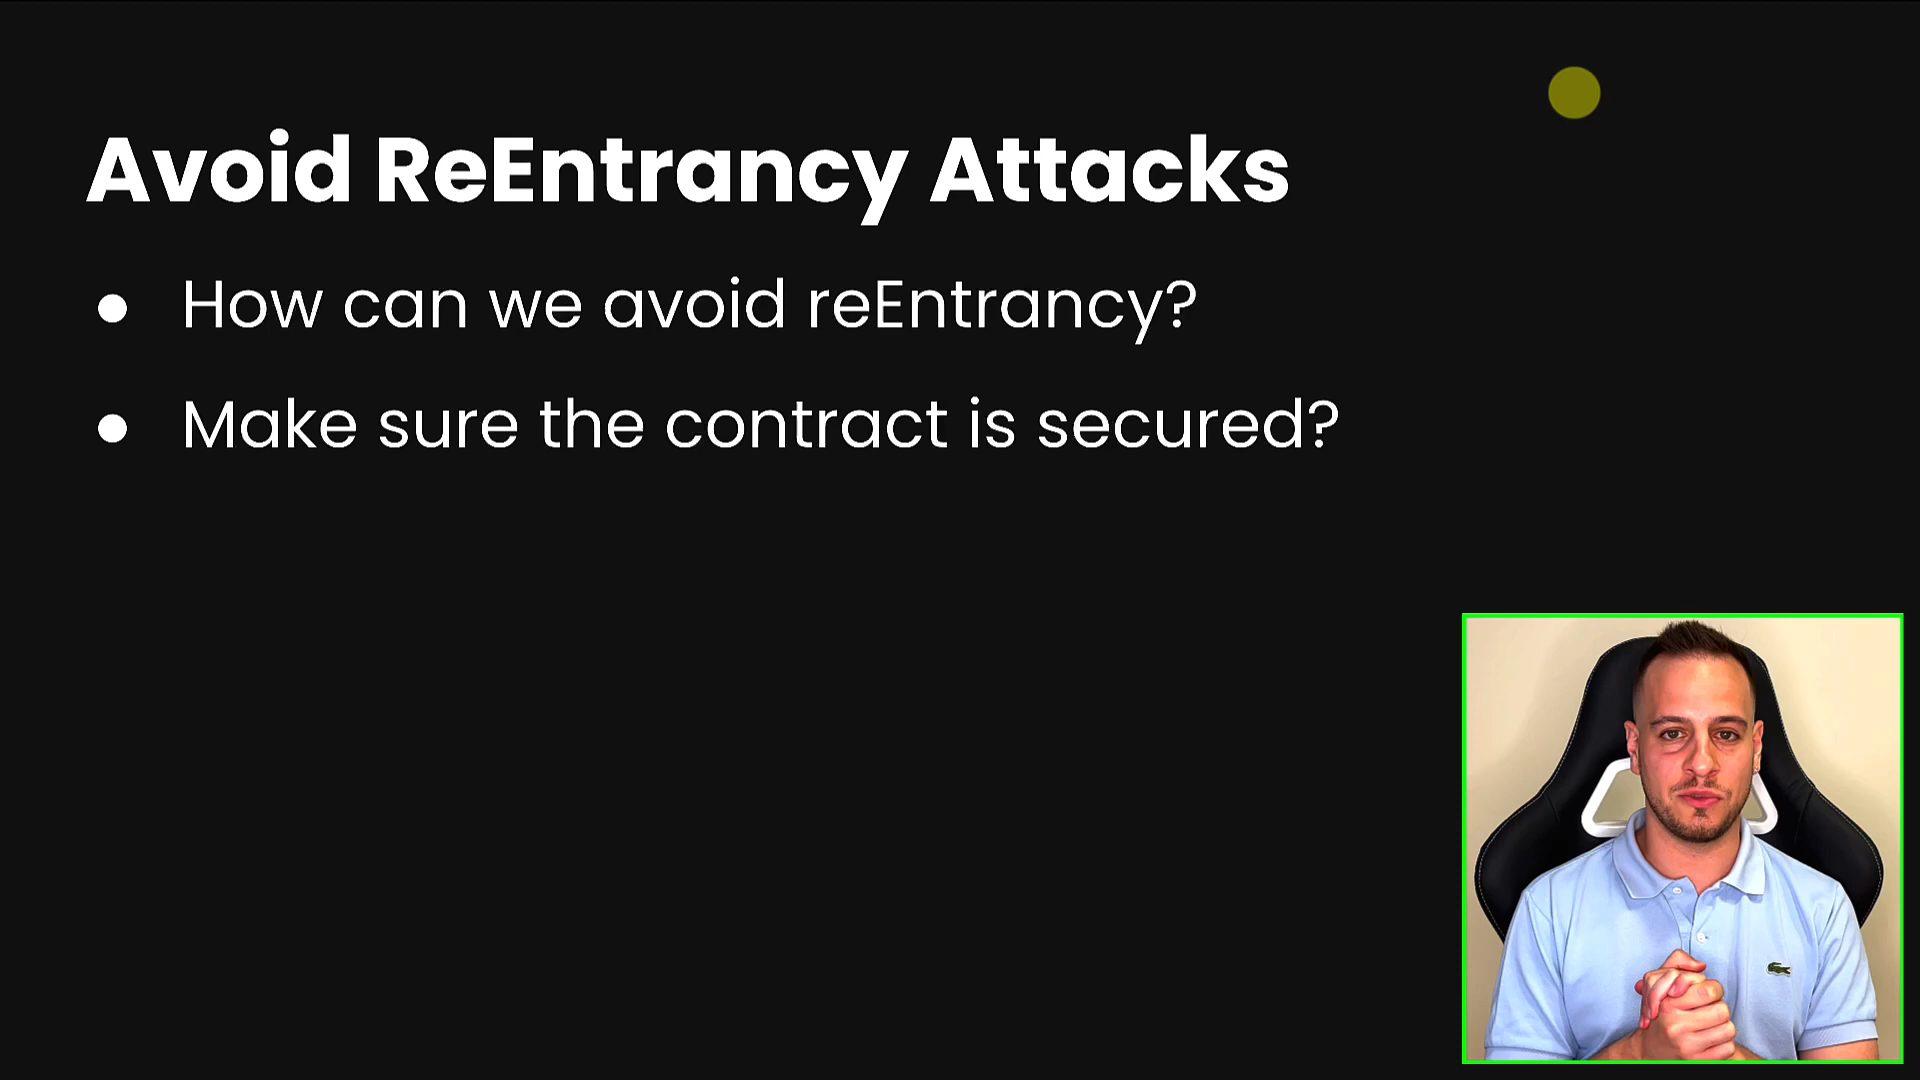 Avoid ReEntrancy Attacks
● How can we avoid reEntrancy?
● Make sure the contract is secured?